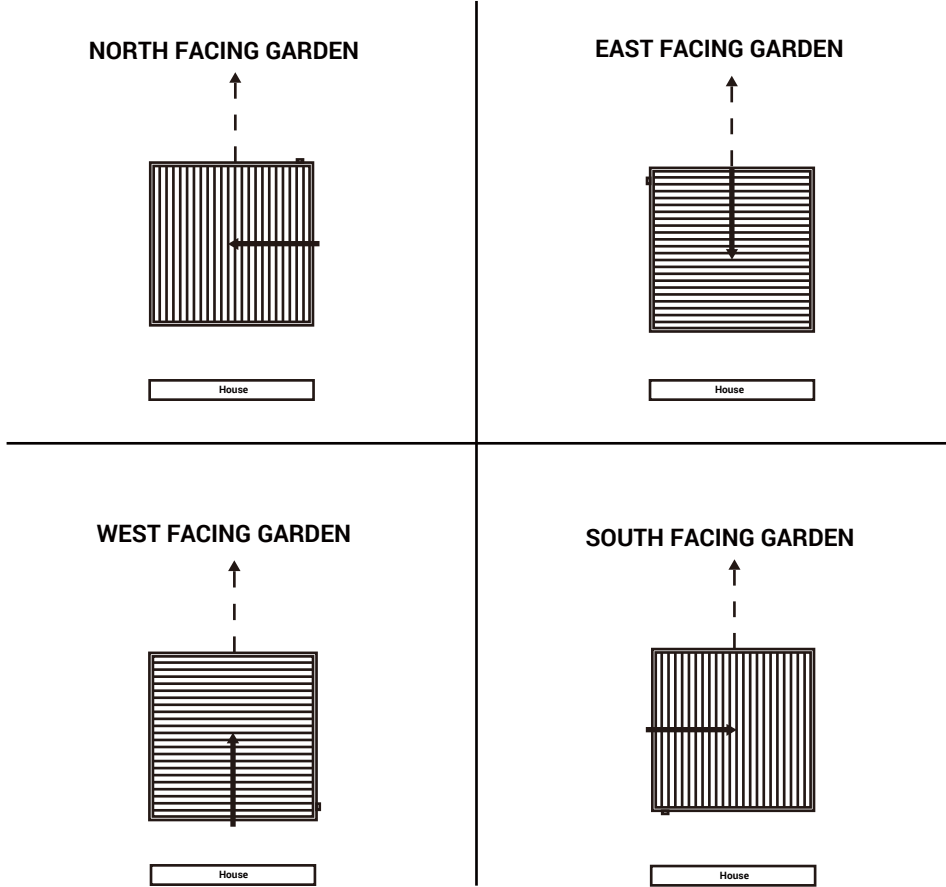 NORTH FACING GARDEN
EAST FACING GARDEN
House
House
WEST FACING GARDEN
SOUTH FACING GARDEN
House
House